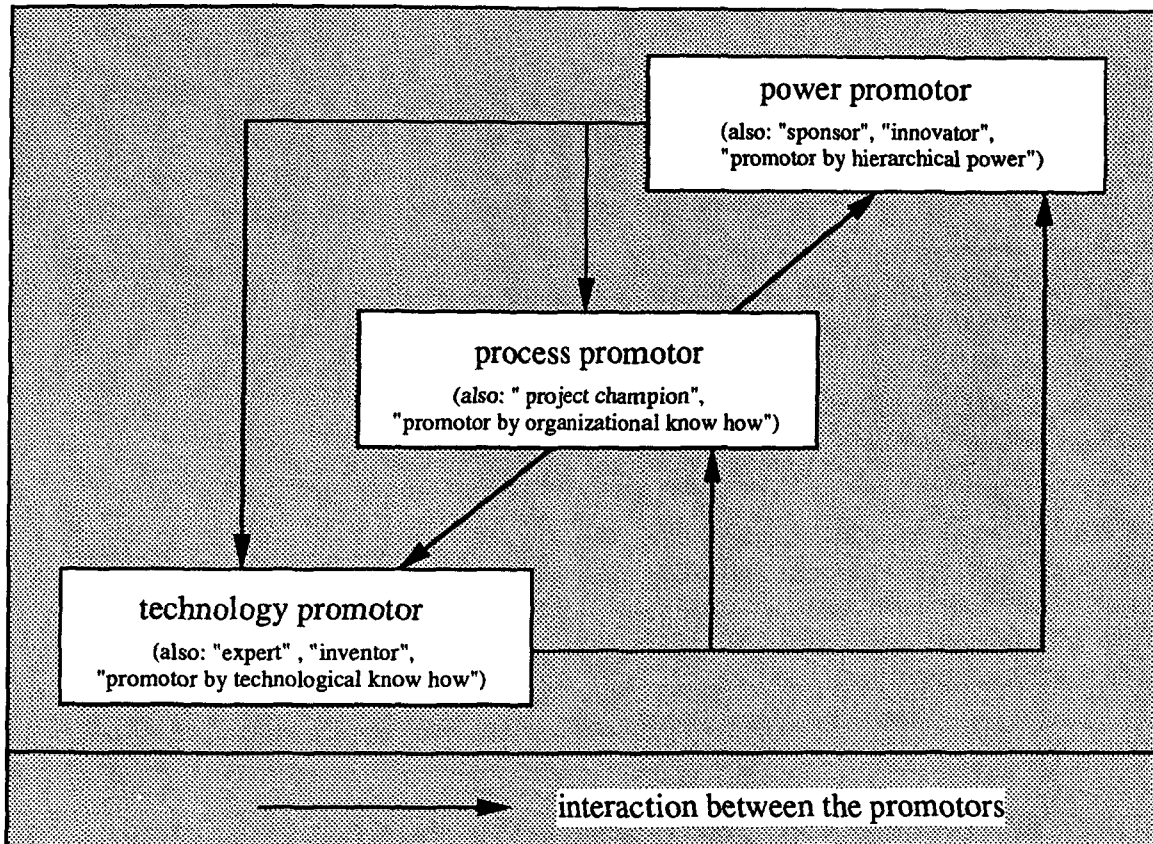 power promotor
(also: "sponsor", "innovator",
"promotor by hierarchical power")
process promotor
(also: " project champion",
"promotor by organizational know how")
technology promotor
(also: "expert" , "inventor",
"promotor by technological know how")
interaction between the promotors